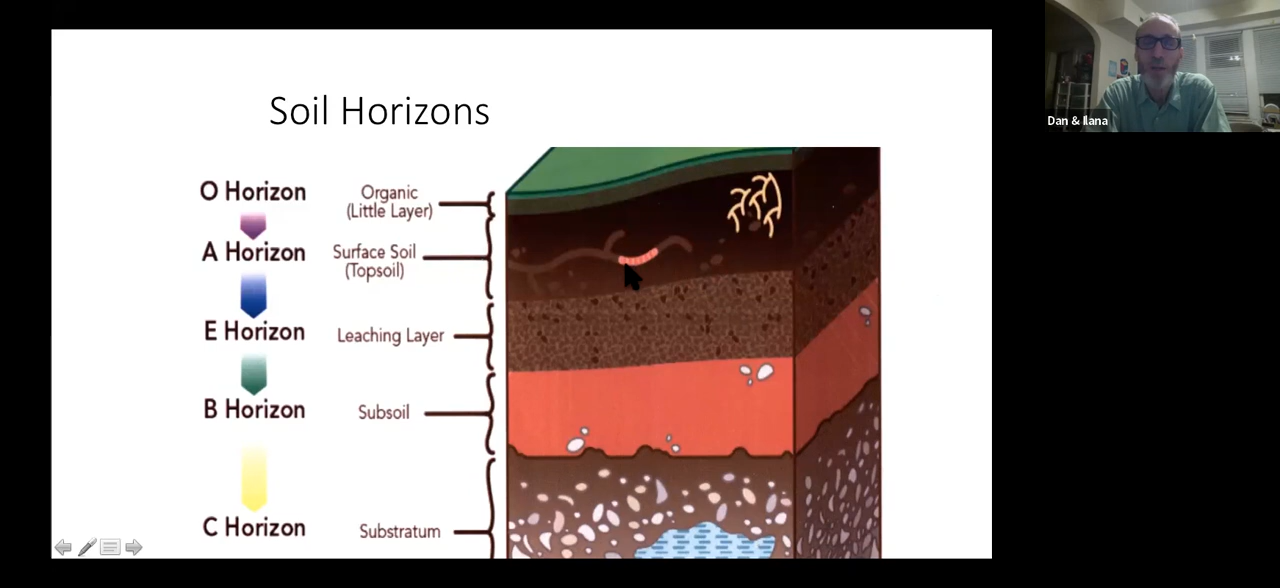 Soil Horizons
O Horizon
Organic
(Little Layer)
A Horizon
Surface Soil
(Topsoil)
E Horizon
Leaching Layer
B Horizon
Subsoil
C Horizon
Substratum
Dan & Ilana